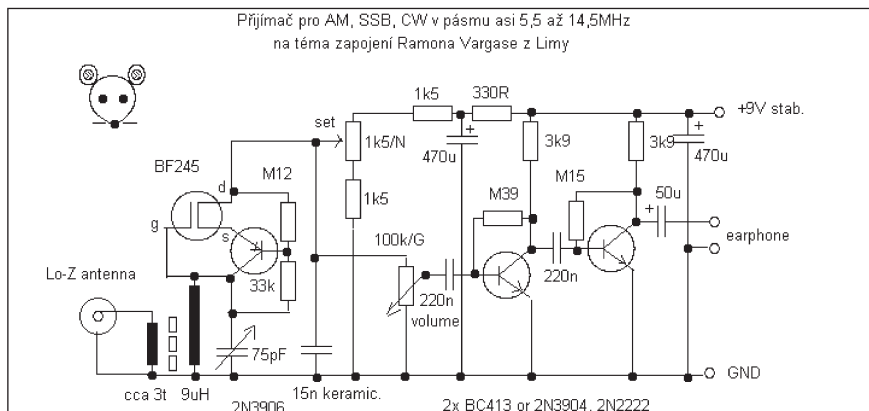 Přijímač pro AM, SSB, CW v pásmu asi 5,5 až 14,5MHz
na téma zapojení Ramona Vargase z Limy
1k5
330R
+9V stab.
set
1k5/N
470u
3k9
3k9
470u
BF245
M12
d
g
s
1k5
M39
M15
50u
100k/G
earphone
Lo-Z antenna
33k
220n
220n
volume
75pF
GND
cca 3t
9uH
15n keramic.
2N3906
2x BC413 or 2N3904, 2N2222